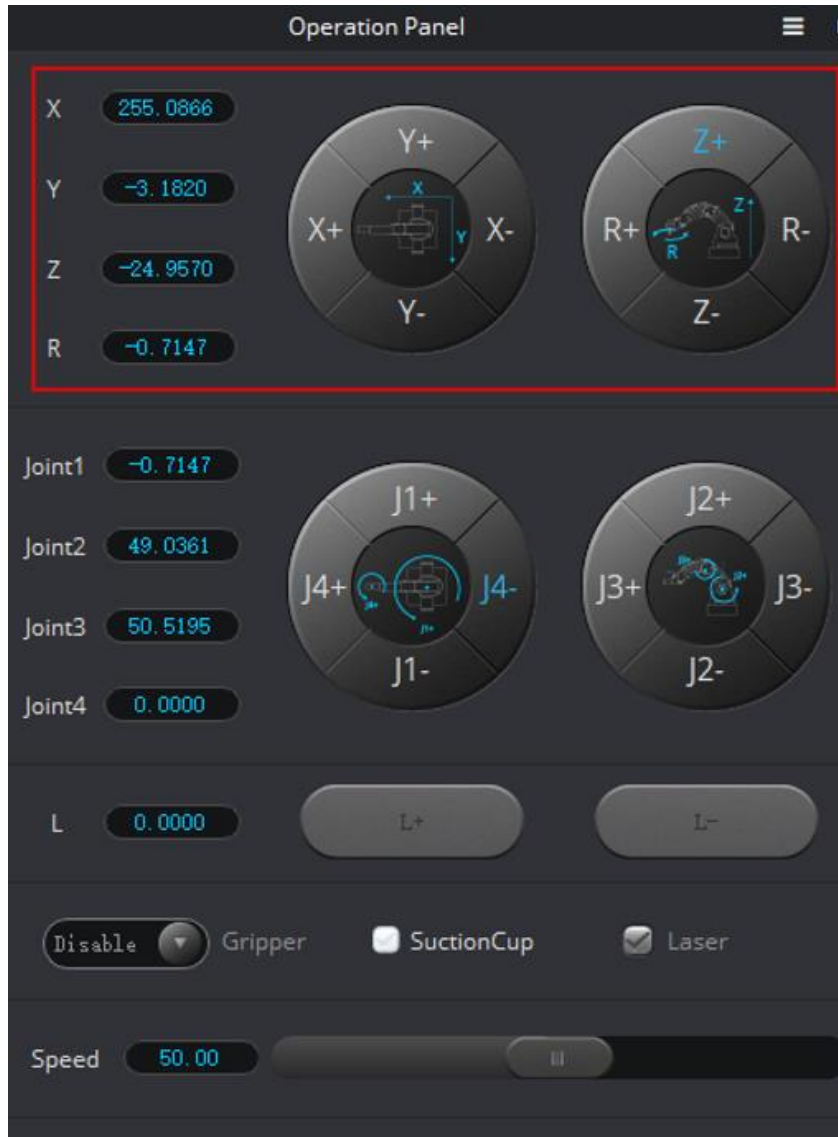 Operation Panel
X 255.0866
Y -3.1820
Z -24.9570
R -0.7147
Y+
X+ X-
Y-
X
Y
Z+
R+ R-
Z-
Z
R
Joint1 -0.7147
Joint2 49.0361
Joint3 50.5195
Joint4 0.0000
J1+
J4+ J4-
J1-
J4+
J1+
J2+
J3+ J3-
J2-
L 0.0000 L+ L-
Disable Gripper SuctionCup Laser
Speed 50.00